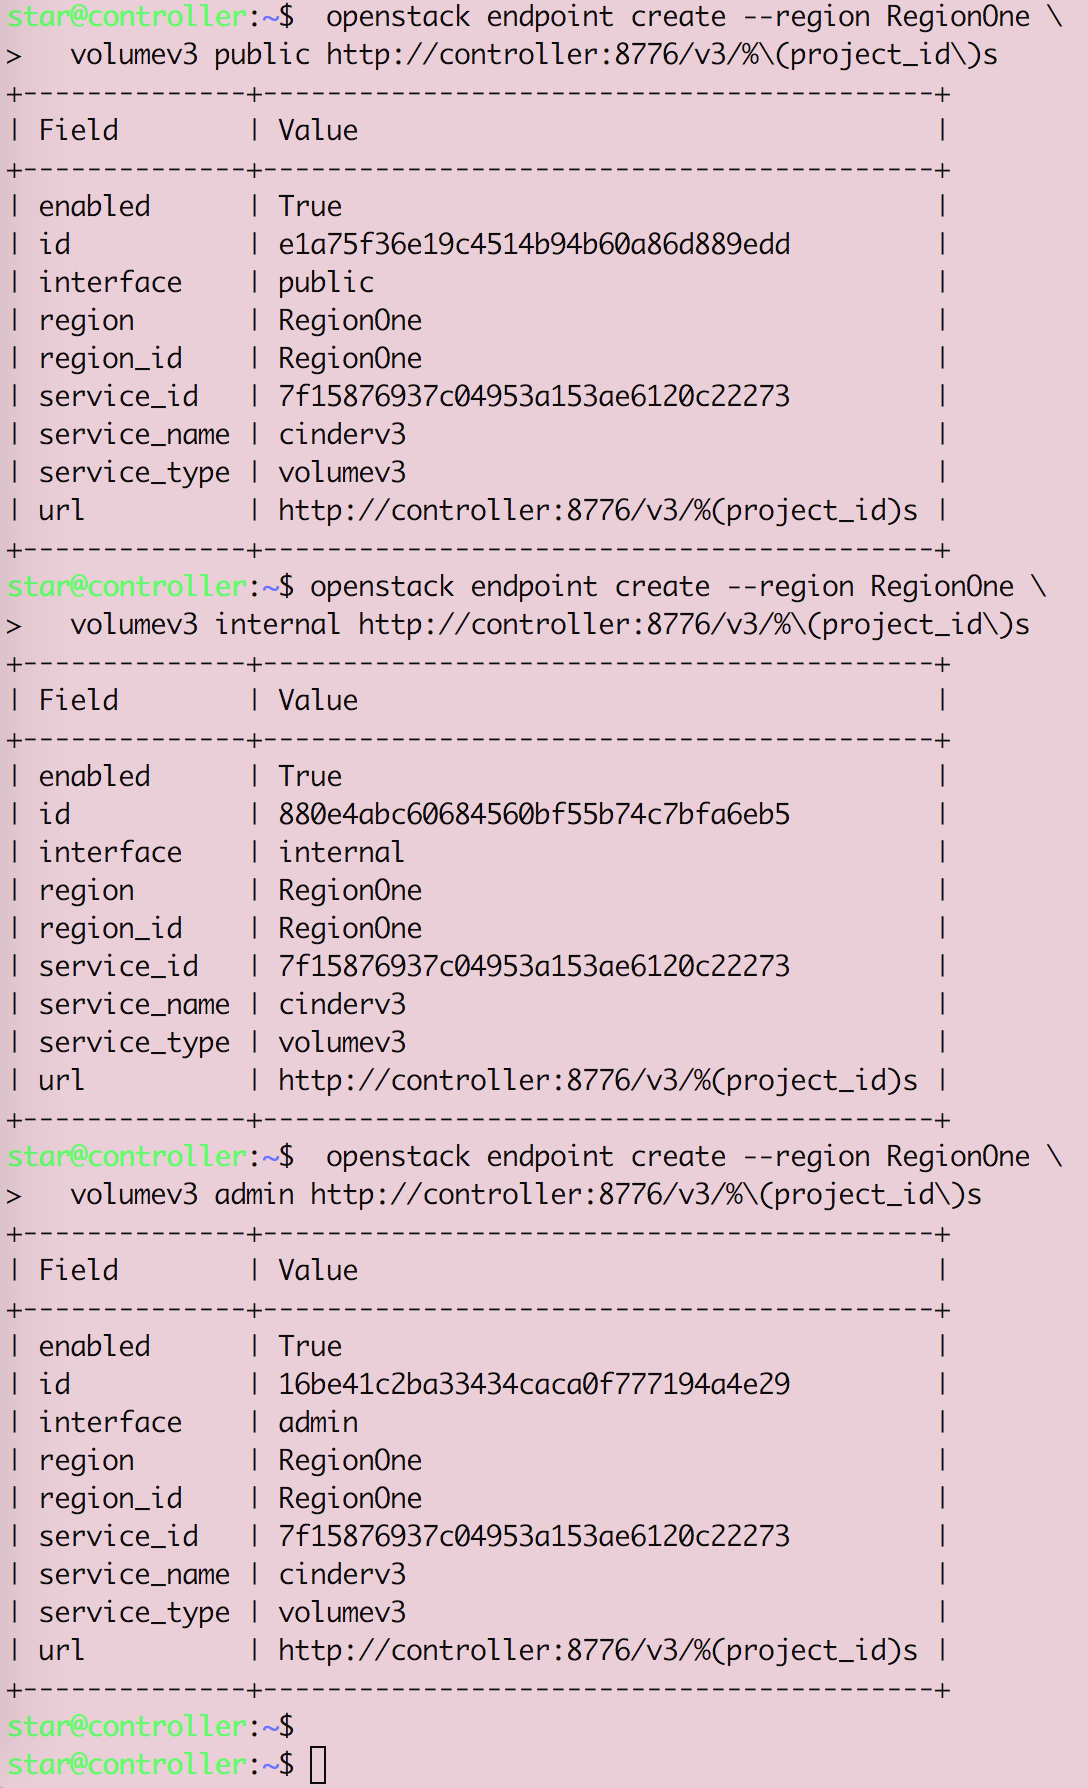 star@controller:~$  openstack endpoint create --region RegionOne \
>   volumev3 public http://controller:8776/v3/%\(project_id\)s
+--------------+------------------------------------------+
| Field        | Value                                    |
+--------------+------------------------------------------+
| enabled      | True                                     |
| id           | e1a75f36e19c4514b94b60a86d889edd         |
| interface    | public                                   |
| region       | RegionOne                                |
| region_id    | RegionOne                                |
| service_id   | 7f15876937c04953a153ae6120c22273         |
| service_name | cinderv3                                 |
| service_type | volumev3                                 |
| url          | http://controller:8776/v3/%(project_id)s |
+--------------+------------------------------------------+
star@controller:~$ openstack endpoint create --region RegionOne \
>   volumev3 internal http://controller:8776/v3/%\(project_id\)s
+--------------+------------------------------------------+
| Field        | Value                                    |
+--------------+------------------------------------------+
| enabled      | True                                     |
| id           | 880e4abc60684560bf55b74c7bfa6eb5         |
| interface    | internal                                 |
| region       | RegionOne                                |
| region_id    | RegionOne                                |
| service_id   | 7f15876937c04953a153ae6120c22273         |
| service_name | cinderv3                                 |
| service_type | volumev3                                 |
| url          | http://controller:8776/v3/%(project_id)s |
+--------------+------------------------------------------+
star@controller:~$  openstack endpoint create --region RegionOne \
>   volumev3 admin http://controller:8776/v3/%\(project_id\)s
+--------------+------------------------------------------+
| Field        | Value                                    |
+--------------+------------------------------------------+
| enabled      | True                                     |
| id           | 16be41c2ba33434caca0f777194a4e29         |
| interface    | admin                                    |
| region       | RegionOne                                |
| region_id    | RegionOne                                |
| service_id   | 7f15876937c04953a153ae6120c22273         |
| service_name | cinderv3                                 |
| service_type | volumev3                                 |
| url          | http://controller:8776/v3/%(project_id)s |
+--------------+------------------------------------------+
star@controller:~$
star@controller:~$